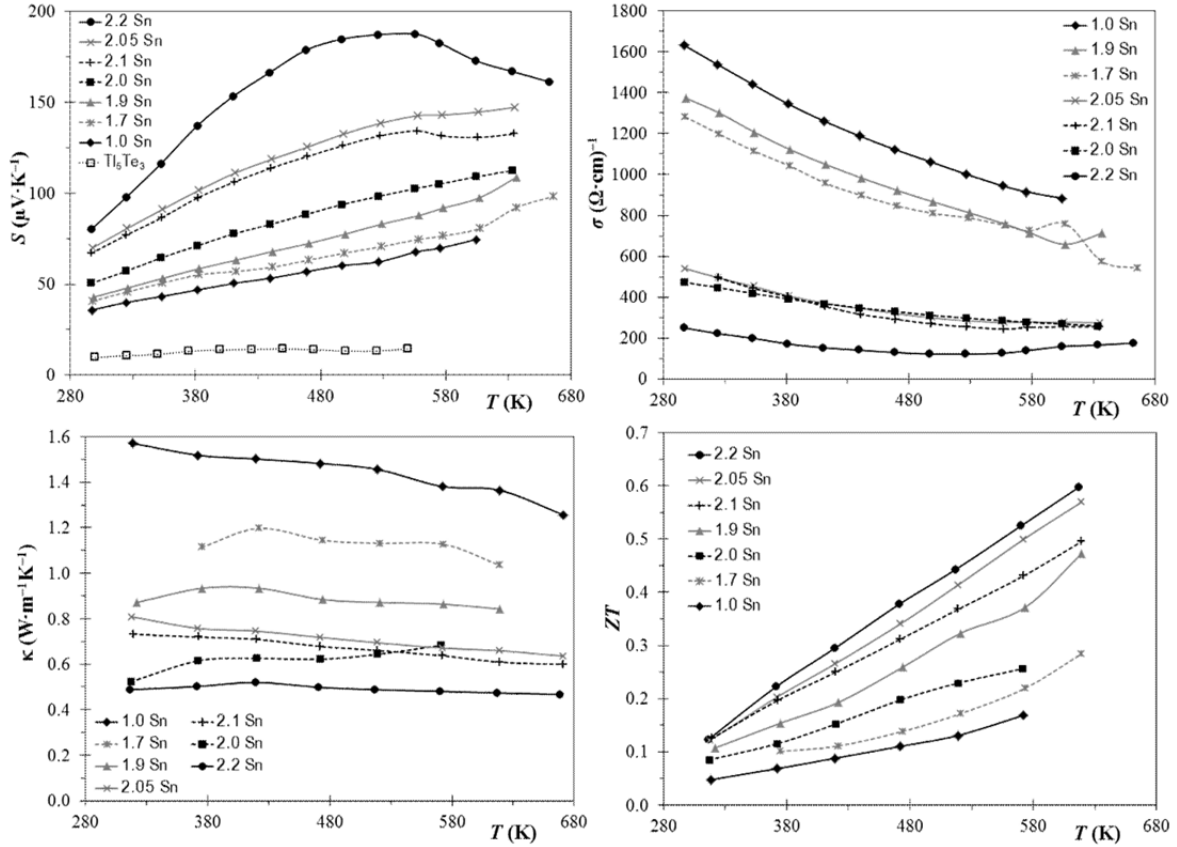 200
150
100
50
0
S (μV·K⁻¹)
2.2 Sn
2.05 Sn
2.1 Sn
2.0 Sn
1.9 Sn
1.7 Sn
1.0 Sn
Tl₅Te₃
280
380
480
580
680
T (K)
1800
1600
1400
1200
1000
800
600
400
200
0
σ (Ω·cm)⁻¹
1.0 Sn
1.9 Sn
1.7 Sn
2.05 Sn
2.1 Sn
2.0 Sn
2.2 Sn
280
380
480
580
680
T (K)
1.6
1.4
1.2
1.0
0.8
0.6
0.4
0.2
0.0
κ (W·m⁻¹K⁻¹)
1.0 Sn
2.1 Sn
1.7 Sn
2.0 Sn
1.9 Sn
2.2 Sn
2.05 Sn
280
380
480
580
680
T (K)
0.7
0.6
0.5
0.4
0.3
0.2
0.1
0.0
ZT
2.2 Sn
2.05 Sn
2.1 Sn
1.9 Sn
2.0 Sn
1.7 Sn
1.0 Sn
280
380
480
580
680
T (K)